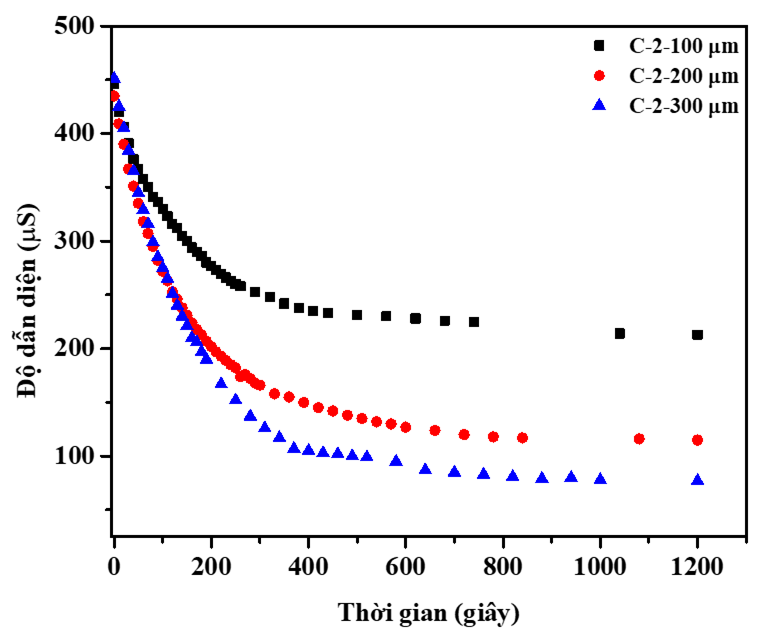 500
400
300
200
100
0
200
400
600
800
1000
1200
Độ dẫn diện (µS)
Thời gian (giây)
C-2-100 µm
C-2-200 µm
C-2-300 µm